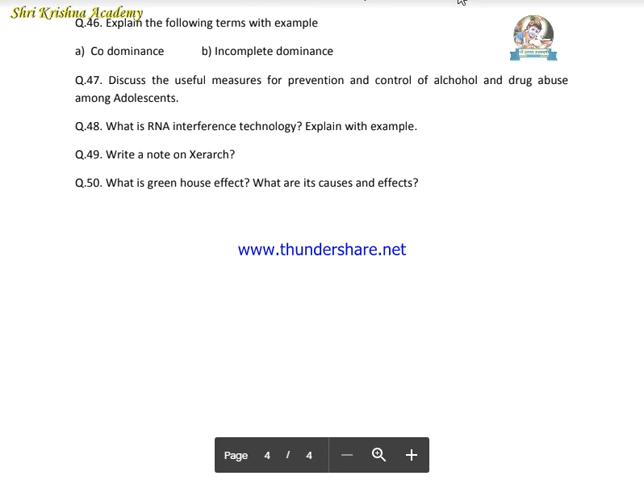 Shri Krishna Academy
Q.46. Explain the following terms with example
a) Co dominance b) Incomplete dominance
Q.47. Discuss the useful measures for prevention and control of alchohol and drug abuse
among Adolescents.
Q.48. What is RNA interference technology? Explain with example.
Q.49. Write a note on Xerarch?
Q.50. What is green house effect? What are its causes and effects?
www.thundershare.net
Page 4 / 4